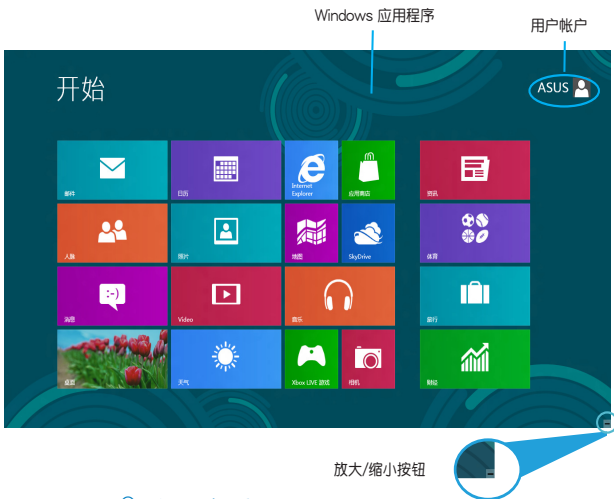 Windows 应用程序
用户帐户
开始
ASUS
邮件
日历
Internet Explorer
应用商店
资讯
人脉
照片
地图
SkyDrive
体育
消息
Video
音乐
旅行
桌面
天气
Xbox LIVE 游戏
相机
财经
放大/缩小按钮